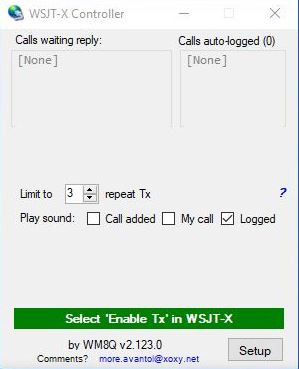 WSJT-X Controller
Calls waiting reply: Calls auto-logged (0)
[None] [None]
Limit to 3 repeat Tx ?
Play sound: Call added My call Logged
Select 'Enable Tx' in WSJT-X
by WM8Q v2.123.0
Comments? more.avantol@xoxy.net
Setup